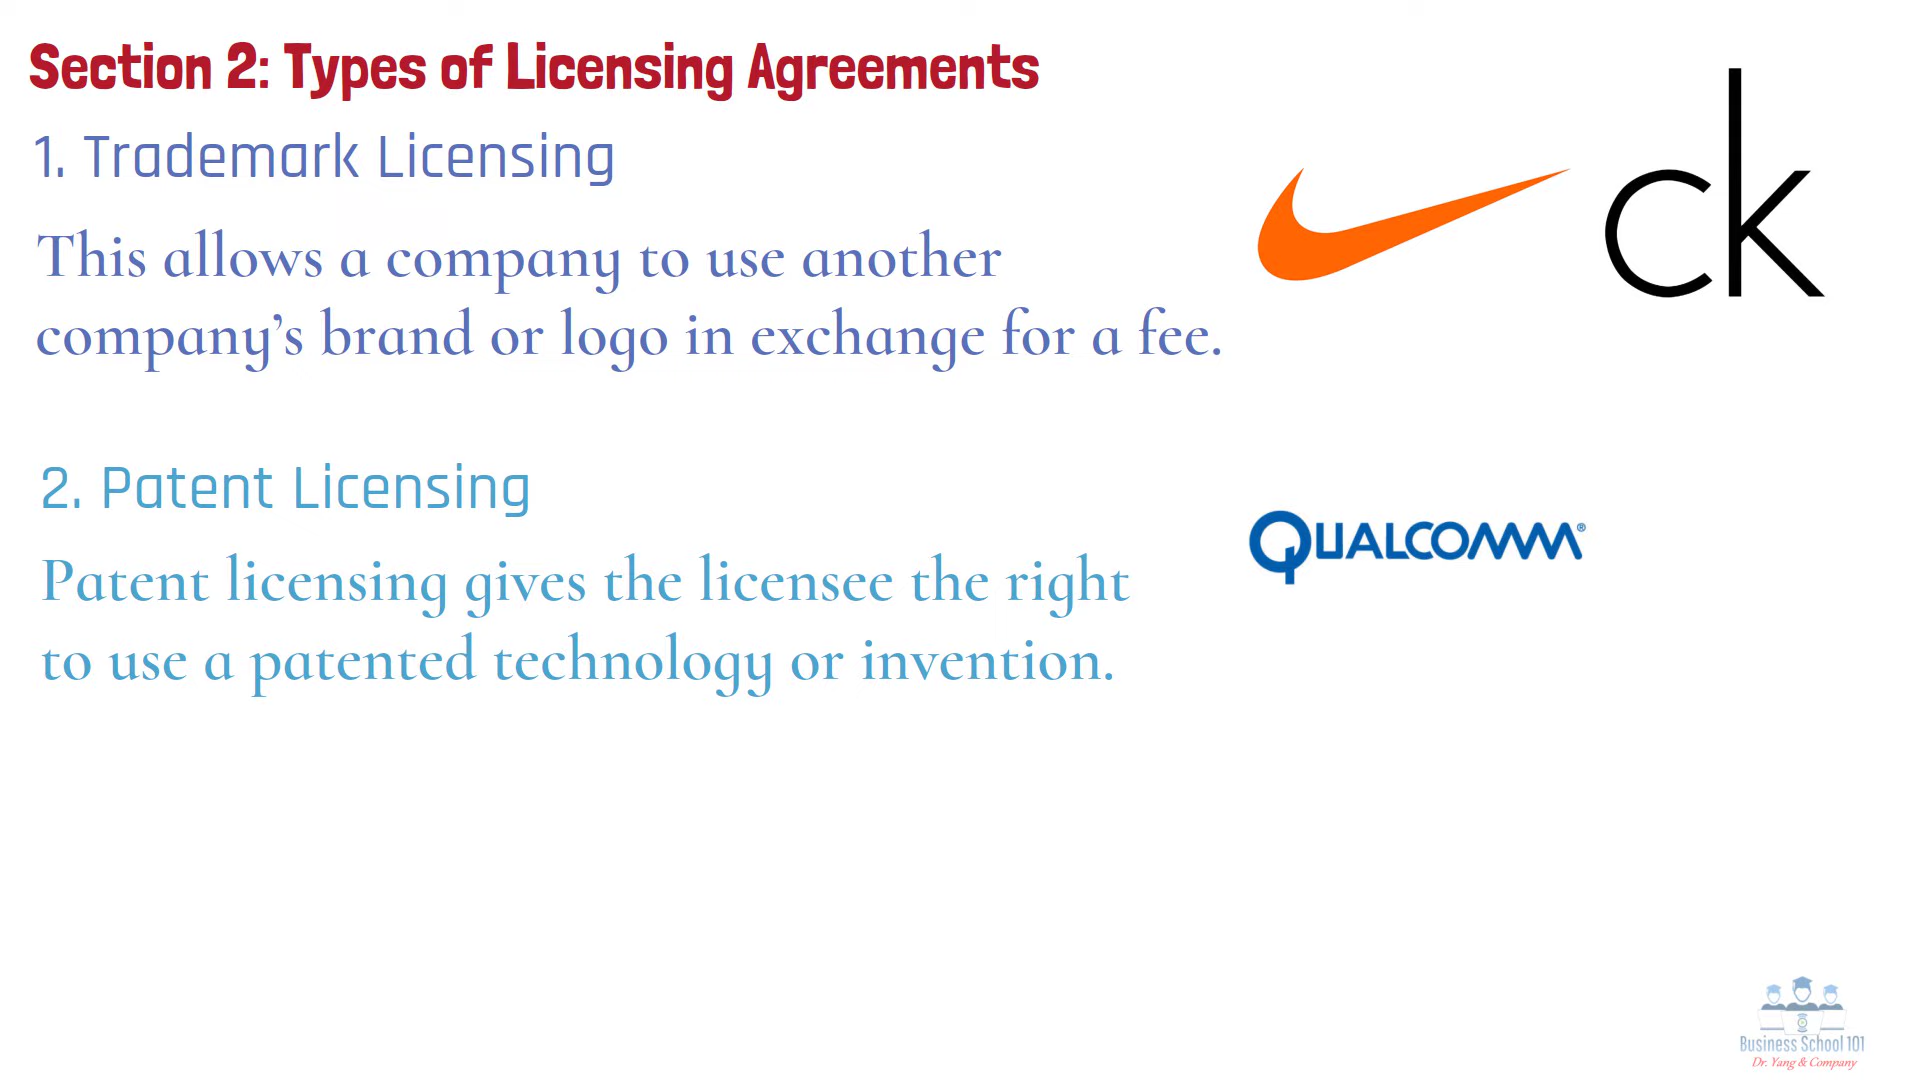 Section 2: Types of Licensing Agreements
1. Trademark Licensing
This allows a company to use another
company’s brand or logo in exchange for a fee.
ck
2. Patent Licensing
Patent licensing gives the licensee the right
to use a patented technology or invention.
QUALCOMM®
Business School 101
Dr. Yang & Company